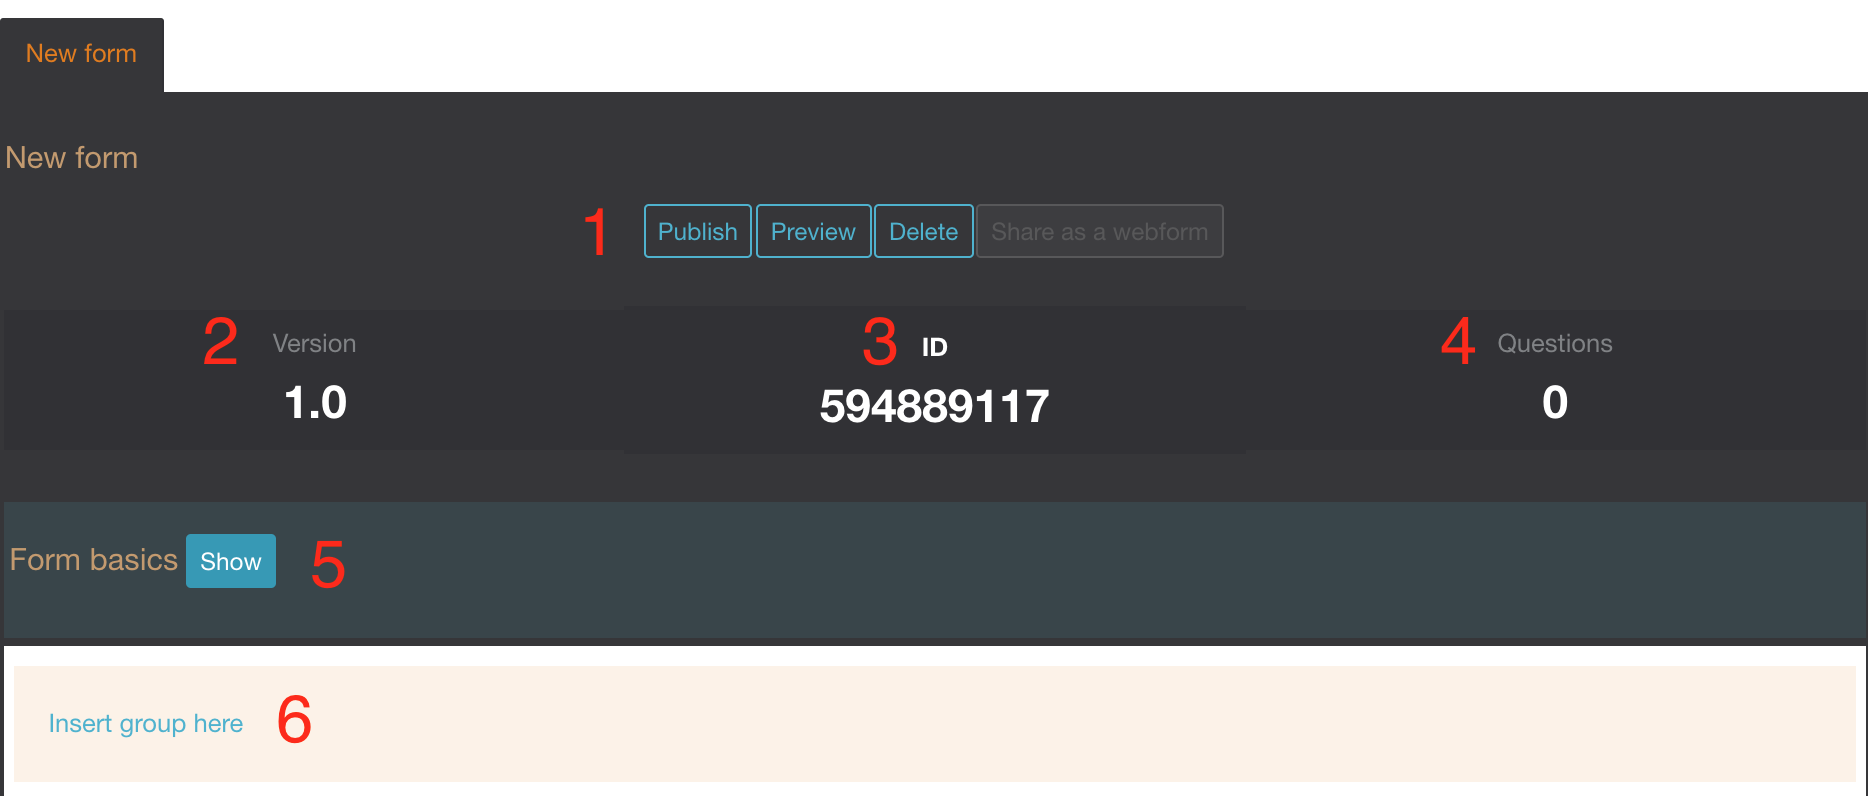 New form
New form
1 Publish Preview Delete Share as a webform
2 Version 3 ID 4 Questions
1.0 594889117 0
Form basics Show 5
Insert group here 6